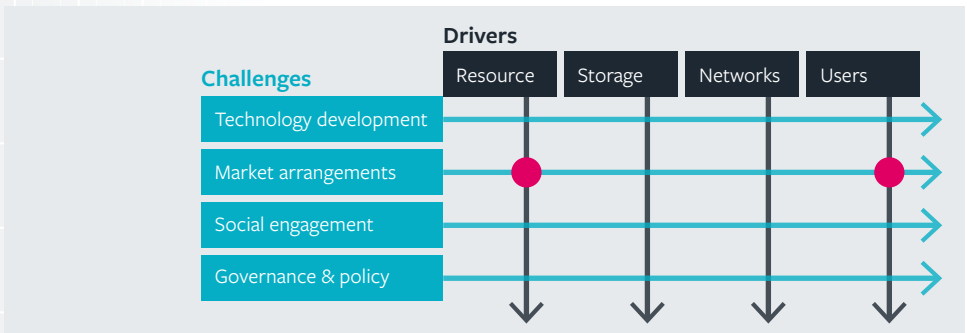 Drivers
Resource Storage Networks Users
Challenges
Technology development
Market arrangements
Social engagement
Governance & policy